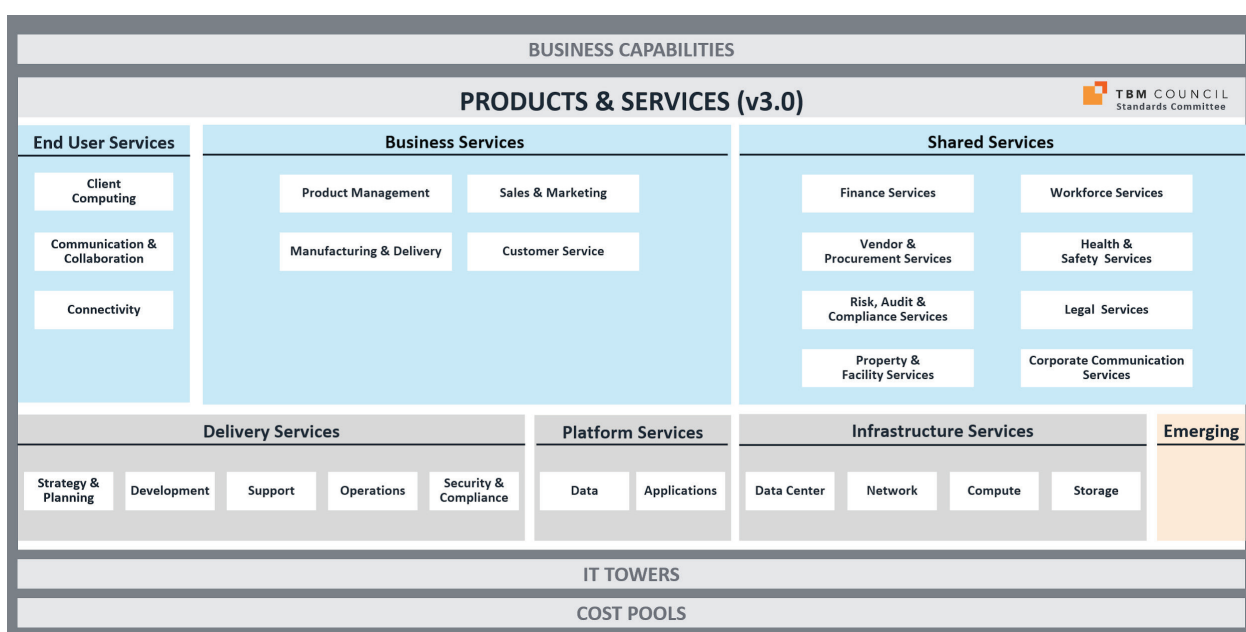 BUSINESS CAPABILITIES
PRODUCTS & SERVICES (v3.0)
TBM COUNCIL
Standards Committee
End User Services
Client
Computing
Communication &
Collaboration
Connectivity
Business Services
Product Management
Sales & Marketing
Manufacturing & Delivery
Customer Service
Shared Services
Finance Services
Workforce Services
Vendor &
Procurement Services
Health &
Safety Services
Risk, Audit &
Compliance Services
Legal Services
Property &
Facility Services
Corporate Communication
Services
Delivery Services
Strategy &
Planning
Development
Support
Operations
Security &
Compliance
Platform Services
Data
Applications
Infrastructure Services
Data Center
Network
Compute
Storage
Emerging
IT TOWERS
COST POOLS